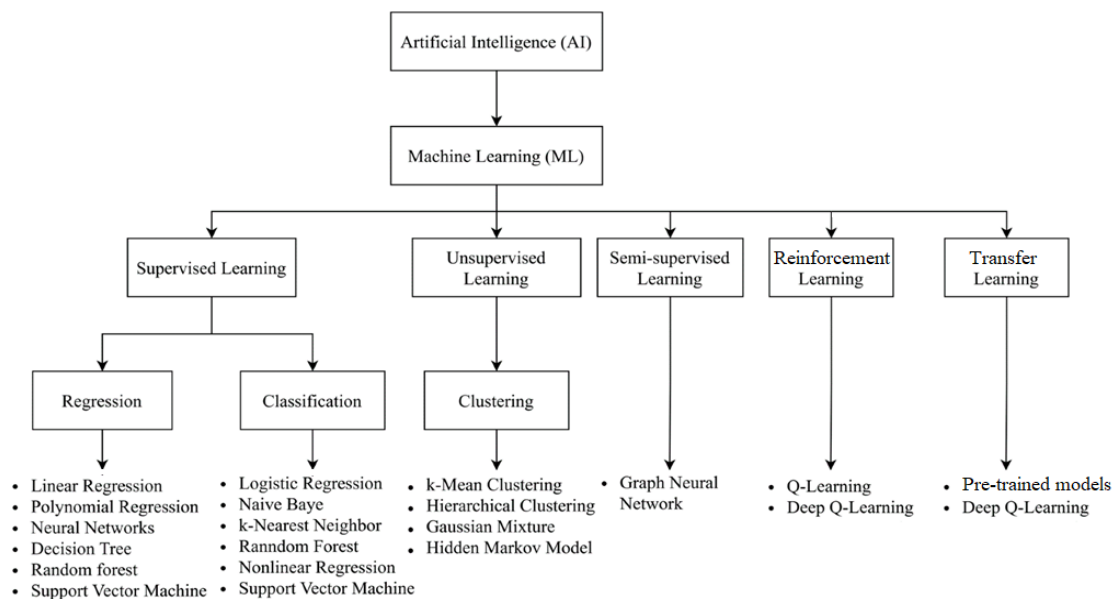 Artificial Intelligence (AI)
Machine Learning (ML)
Supervised Learning
Unsupervised
Learning
Semi-supervised
Learning
Reinforcement
Learning
Transfer
Learning
Regression
Classification
Clustering
• Linear Regression
• Polynomial Regression
• Neural Networks
• Decision Tree
• Random forest
• Support Vector Machine
• Logistic Regression
• Naive Baye
• k-Nearest Neighbor
• Ranndom Forest
• Nonlinear Regression
• Support Vector Machine
• k-Mean Clustering
• Hierarchical Clustering
• Gaussian Mixture
• Hidden Markov Model
• Graph Neural
Network
• Q-Learning
• Deep Q-Learning
• Pre-trained models
• Deep Q-Learning